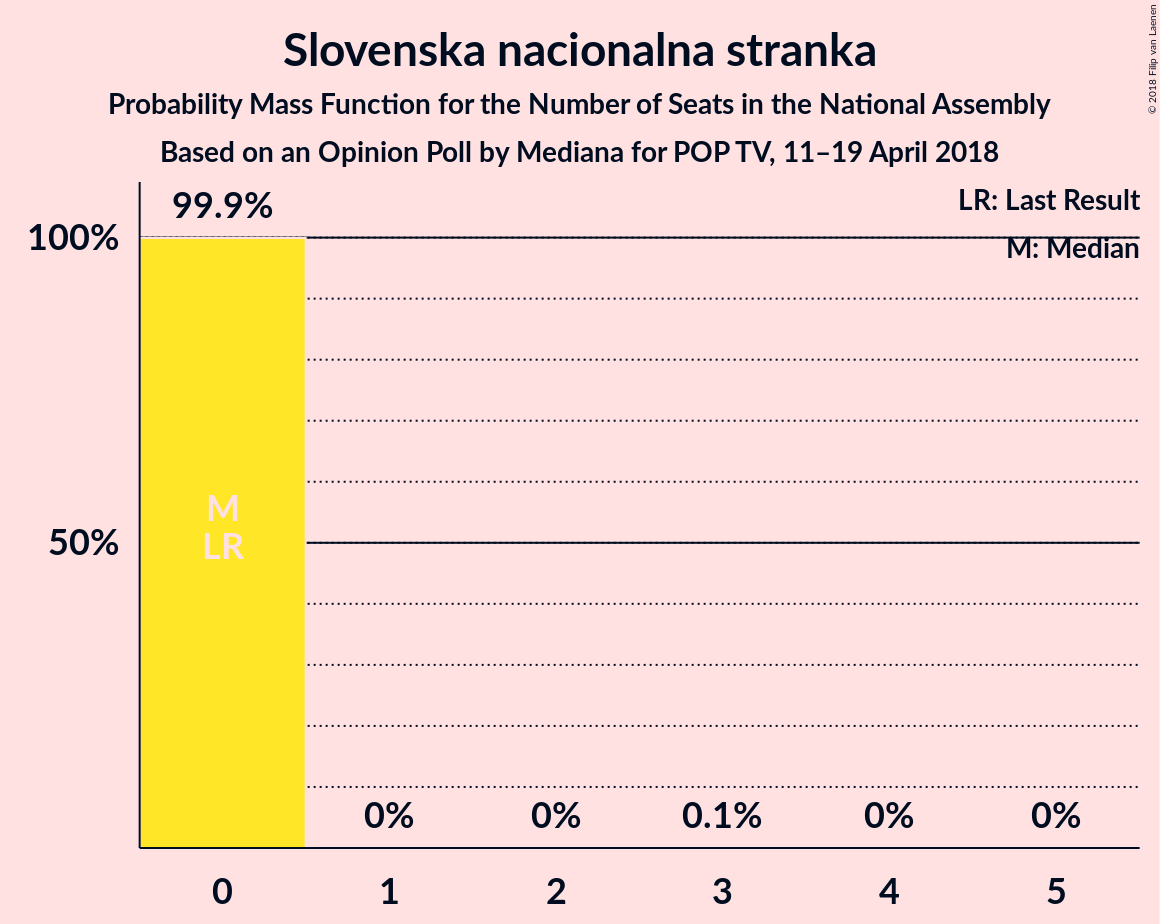 Slovenska nacionalna stranka
Probability Mass Function for the Number of Seats in the National Assembly
Based on an Opinion Poll by Mediana for POP TV, 11–19 April 2018
© 2018 Filip van Laenen
LR: Last Result
M: Median
99.9%
100%
M
LR
50%
0%
0%
0.1%
0%
0%
0
1
2
3
4
5